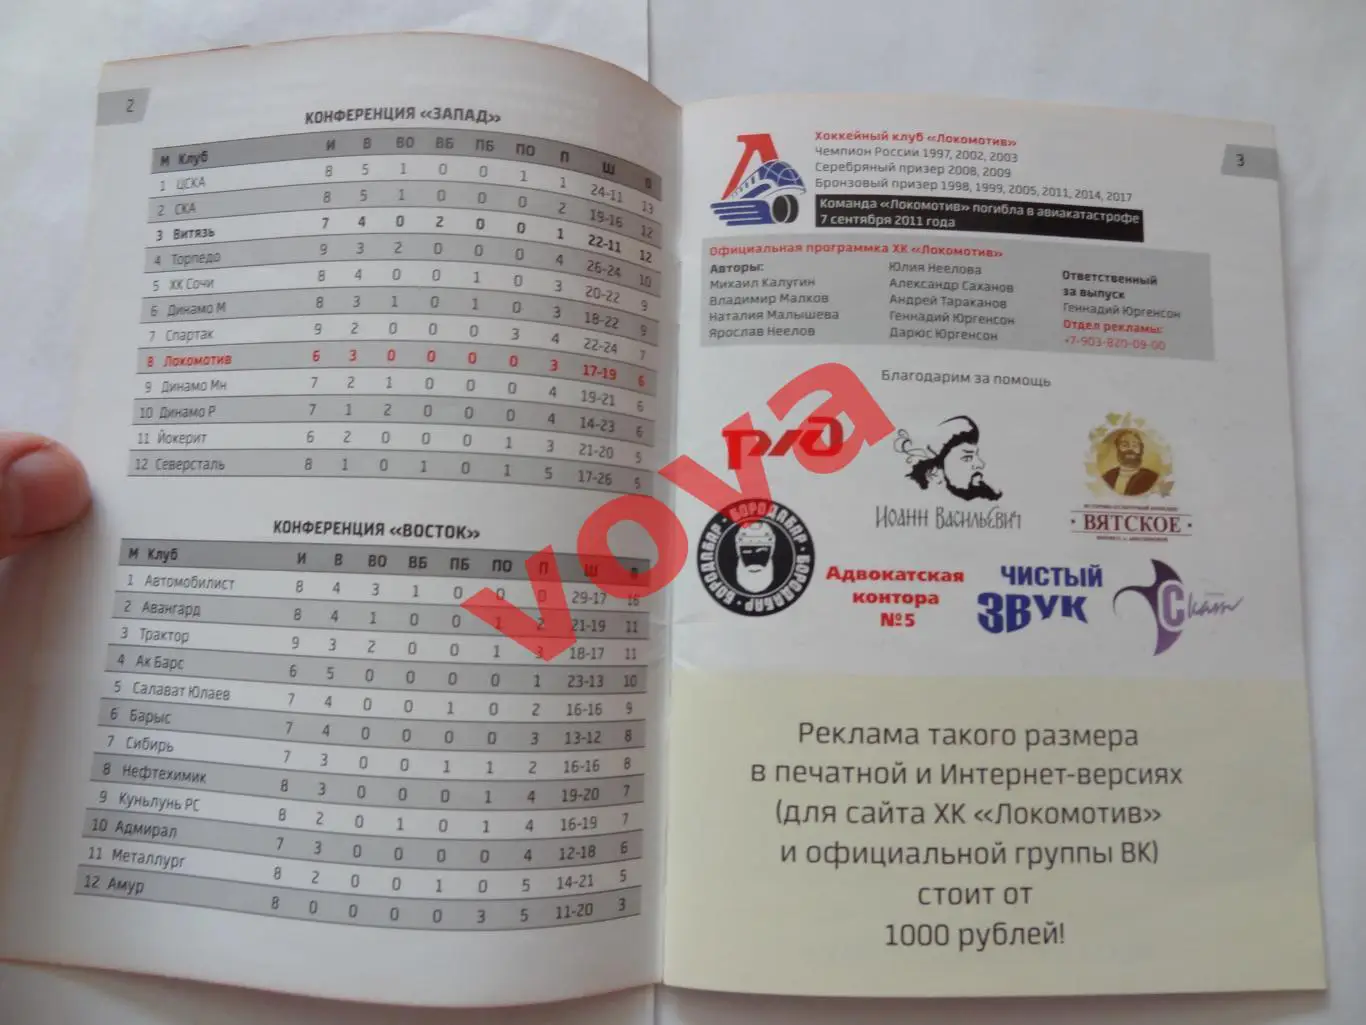 2
КОНФЕРЕНЦИЯ «ЗАПАД»
М Клуб И В ВО ВБ ПБ ПО П Ш О
1 ЦСКА 8 5 1 0 0 1 1 24-11 13
2 СКА 8 5 1 0 0 0 2 19-16 12
3 Витязь 7 4 0 2 0 0 1 22-11 12
4 Торпедо 9 3 2 0 0 0 4 26-24 10
5 ХК Сочи 8 4 0 0 1 0 3 20-22 9
6 Динамо М 8 3 1 0 1 0 3 18-22 9
7 Спартак 9 2 0 0 0 3 4 22-24 7
8 Локомотив 6 3 0 0 0 0 3 17-19 6
9 Динамо Мн 7 2 1 0 0 0 4 19-21 6
10 Динамо Р 7 1 2 0 0 0 4 14-23 6
11 Йокерит 6 2 0 0 0 1 3 21-20 5
12 Северсталь 8 1 0 1 0 1 5 17-26 5
КОНФЕРЕНЦИЯ «ВОСТОК»
М Клуб И В ВО ВБ ПБ ПО П Ш О
1 Автомобилист 8 4 3 1 0 0 0 29-17 16
2 Авангард 8 4 1 0 0 1 2 21-19 11
3 Трактор 9 3 2 0 0 1 3 18-17 11
4 Ак Барс 6 5 0 0 0 0 1 23-13 10
5 Салават Юлаев 7 4 0 0 1 0 2 16-16 9
6 Барыс 7 4 0 0 0 0 3 13-12 8
7 Сибирь 7 3 0 0 1 1 2 16-16 8
8 Нефтехимик 8 3 0 0 0 1 4 19-20 7
9 Куньлунь РС 8 2 0 1 0 1 4 16-19 7
10 Адмирал 7 3 0 0 0 0 4 12-18 6
11 Металлург 8 2 0 0 1 0 5 14-21 5
12 Амур 8 0 0 0 0 3 5 11-20 3
3
Хоккейный клуб «Локомотив»
Чемпион России 1997, 2002, 2003
Серебряный призер 2008, 2009
Бронзовый призер 1998, 1999, 2005, 2011, 2014, 2017
Команда «Локомотив» погибла в авиакатастрофе
7 сентября 2011 года
Официальная программка ХК «Локомотив»
Авторы:
Михаил Калугин
Владимир Малков
Наталия Малышева
Ярослав Неелов
Юлия Неелова
Александр Саханов
Андрей Тараканов
Геннадий Юргенсон
Дарюс Юргенсон
Ответственный
за выпуск
Геннадий Юргенсон
Отдел рекламы:
+7-903-820-09-00
Благодарим за помощь
РЖД
Иоанн Васильевич
ВЯТСКОЕ
БОРОДАБАР БОРОДАБАР БОРОДАБАР
Адвокатская
контора
№5
ЧИСТЫЙ
ЗВУК
Скат
Реклама такого размера
в печатной и Интернет-версиях
(для сайта ХК «Локомотив»
и официальной группы ВК)
стоит от
1000 рублей!
vova